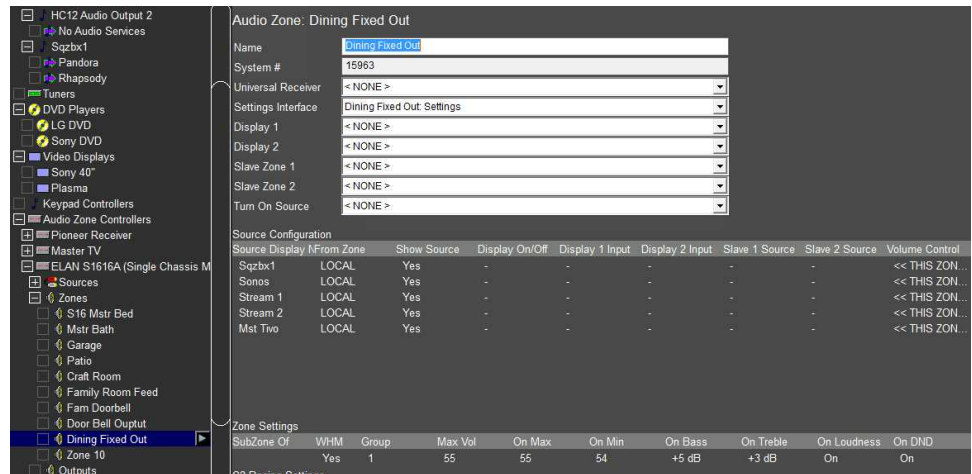 HC12 Audio Output 2
No Audio Services
Sqzbx1
Pandora
Rhapsody
Tuners
DVD Players
LG DVD
Sony DVD
Video Displays
Sony 40"
Plasma
Keypad Controllers
Audio Zone Controllers
Pioneer Receiver
Master TV
ELAN S1616A (Single Chassis M
Sources
Zones
S16 Mstr Bed
Mstr Bath
Garage
Patio
Craft Room
Family Room Feed
Fam Doorbell
Door Bell Ouptut
Dining Fixed Out
Zone 10
Outputs
Audio Zone: Dining Fixed Out
Name Dining Fixed Out
System # 15963
Universal Receiver < NONE >
Settings Interface Dining Fixed Out: Settings
Display 1 < NONE >
Display 2 < NONE >
Slave Zone 1 < NONE >
Slave Zone 2 < NONE >
Turn On Source < NONE >
Source Configuration
Source Display N From Zone Show Source Display On/Off Display 1 Input Display 2 Input Slave 1 Source Slave 2 Source Volume Control
Sqzbx1 LOCAL Yes - - - - - << THIS ZON...
Sonos LOCAL Yes - - - - - << THIS ZON...
Stream 1 LOCAL Yes - - - - - << THIS ZON...
Stream 2 LOCAL Yes - - - - - << THIS ZON...
Mst Tivo LOCAL Yes - - - - - << THIS ZON...
Zone Settings
SubZone Of WHM Group Max Vol On Max On Min On Bass On Treble On Loudness On DND
Yes 1 55 55 54 +5 dB +3 dB On On